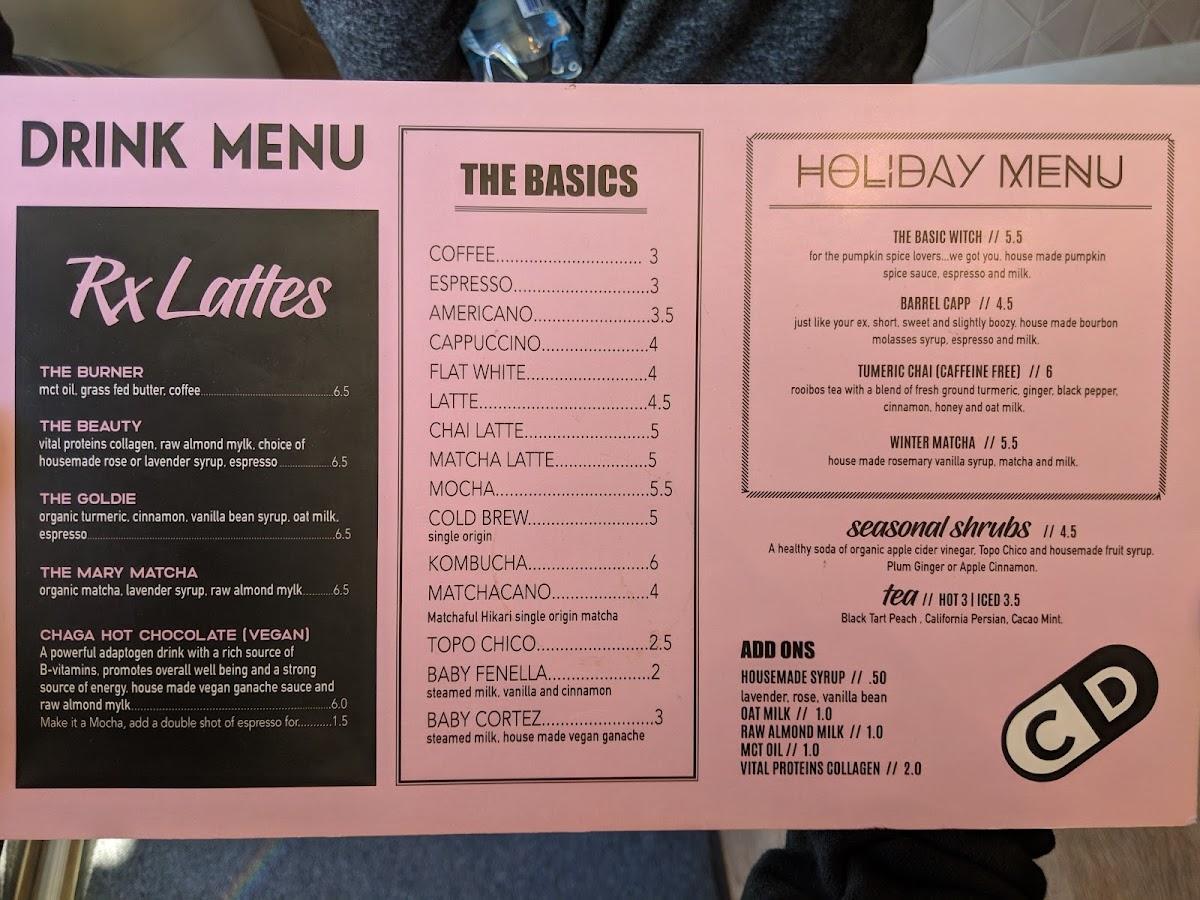 DRINK MENU
Rx Lattes
THE BURNER
mct oil, grass fed butter, coffee..............................6.5
THE BEAUTY
vital proteins collagen, raw almond mylk, choice of
housemade rose or lavender syrup, espresso...............6.5
THE GOLDIE
organic turmeric, cinnamon, vanilla bean syrup, oat milk,
espresso..............................6.5
THE MARY MATCHA
organic matcha, lavender syrup, raw almond mylk..........6.5
CHAGA HOT CHOCOLATE (VEGAN)
A powerful adaptogen drink with a rich source of
B-vitamins, promotes overall well being and a strong
source of energy, house made vegan ganache sauce and
raw almond mylk..............................6.0
Make it a Mocha, add a double shot of espresso for..........1.5
THE BASICS
COFFEE........................ 3
ESPRESSO........................3
AMERICANO........................3.5
CAPPUCCINO........................4
FLAT WHITE........................4
LATTE........................4.5
CHAI LATTE........................5
MATCHA LATTE...................5
MOCHA........................5.5
COLD BREW........................5
single origin
KOMBUCHA........................6
MATCHACANO...................4
Matchaful Hikari single origin matcha
TOPO CHICO........................2.5
BABY FENELLA...................2
steamed milk, vanilla and cinnamon
BABY CORTEZ...................3
steamed milk, house made vegan ganache
HOLIDAY MENU
THE BASIC WITCH // 5.5
for the pumpkin spice lovers...we got you, house made pumpkin
spice sauce, espresso and milk.
BARREL CAPP // 4.5
just like your ex, short, sweet and slightly boozy, house made bourbon
molasses syrup, espresso and milk.
TUMERIC CHAI (CAFFEINE FREE) // 6
rooibos tea with a blend of fresh ground turmeric, ginger, black pepper,
cinnamon, honey and oat milk.
WINTER MATCHA // 5.5
house made rosemary vanilla syrup, matcha and milk.
seasonal shrubs // 4.5
A healthy soda of organic apple cider vinegar, Topo Chico and housemade fruit syrup.
Plum Ginger or Apple Cinnamon.
tea // HOT 3 | ICED 3.5
Black Tart Peach , California Persian, Cacao Mint.
ADD ONS
HOUSEMADE SYRUP // .50
lavender, rose, vanilla bean
OAT MILK // 1.0
RAW ALMOND MILK // 1.0
MCT OIL // 1.0
VITAL PROTEINS COLLAGEN // 2.0
CD